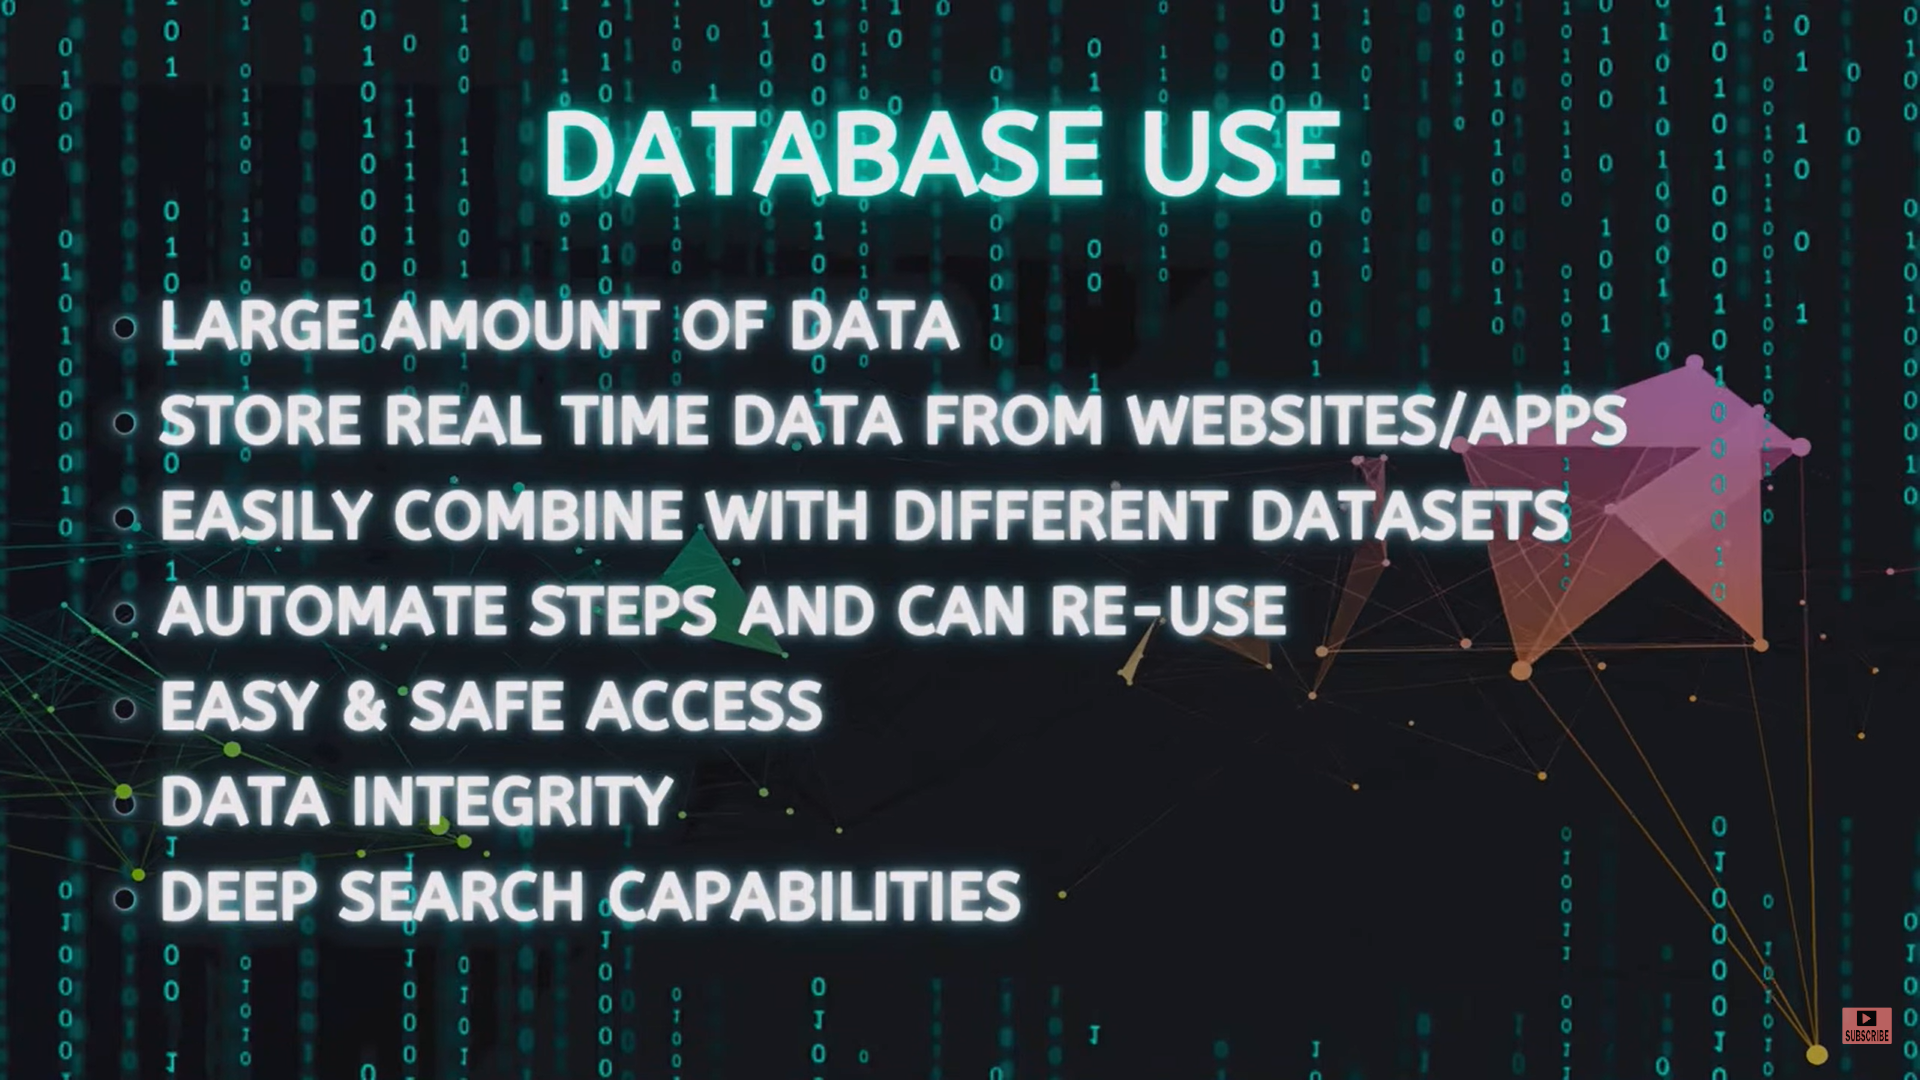 DATABASE USE
LARGE AMOUNT OF DATA
STORE REAL TIME DATA FROM WEBSITES/APPS
EASILY COMBINE WITH DIFFERENT DATASETS
AUTOMATE STEPS AND CAN RE-USE
EASY & SAFE ACCESS
DATA INTEGRITY
DEEP SEARCH CAPABILITIES
SUBSCRIBE